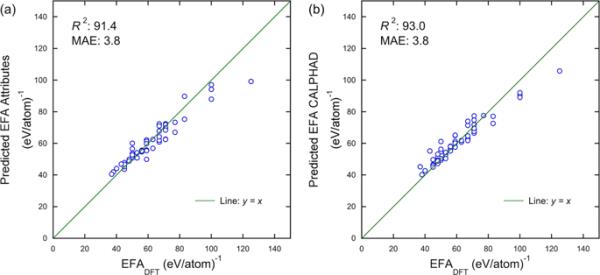 (a)
R²: 91.4
MAE: 3.8
Predicted EFA Attributes
(eV/atom)⁻¹
140
120
100
80
60
40
20
0
Line: y = x
0 20 40 60 80 100 120 140
EFA_DFT (eV/atom)⁻¹
(b)
R²: 93.0
MAE: 3.8
Predicted EFA CALPHAD
(eV/atom)⁻¹
140
120
100
80
60
40
20
0
Line: y = x
0 20 40 60 80 100 120 140
EFA_DFT (eV/atom)⁻¹